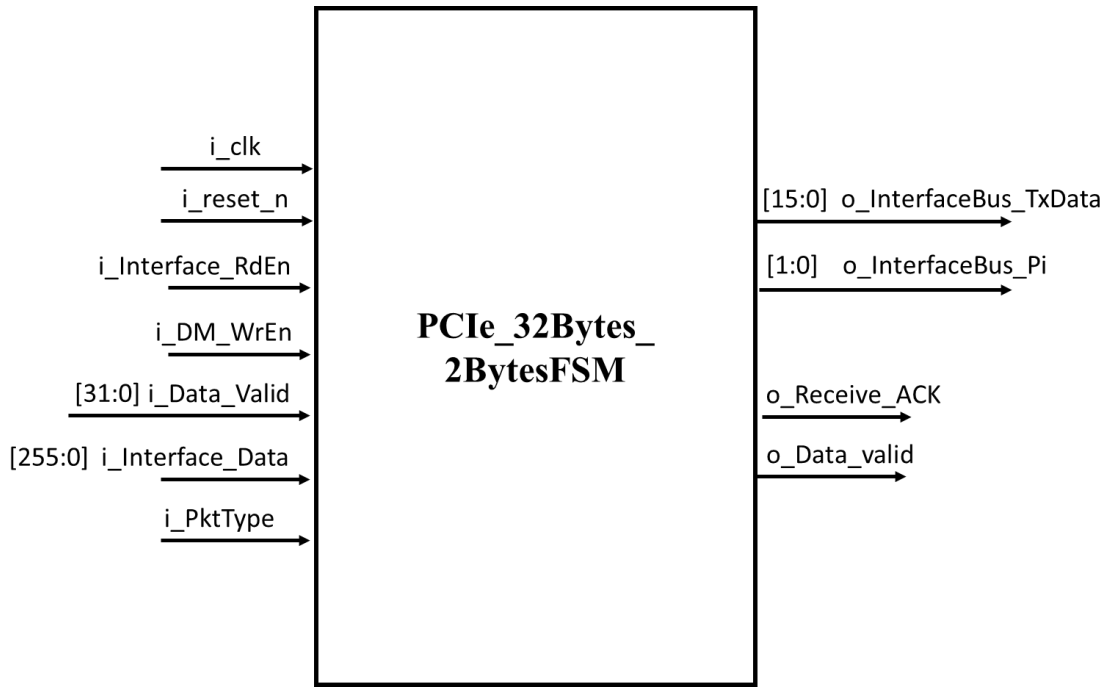 i_clk
i_reset_n
i_Interface_RdEn
i_DM_WrEn
[31:0] i_Data_Valid
[255:0] i_Interface_Data
i_PktType
PCIe_32Bytes_
2BytesFSM
[15:0] o_InterfaceBus_TxData
[1:0] o_InterfaceBus_Pi
o_Receive_ACK
o_Data_valid